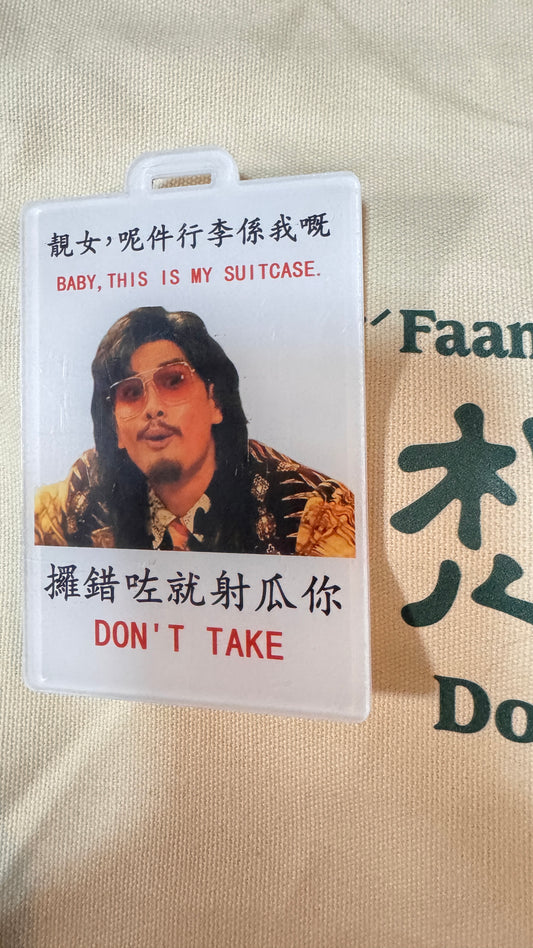 靚女，呢件行李係我嘅
BABY, THIS IS MY SUITCASE.
攞錯咗就射瓜你
DON'T TAKE
ˊFaan
Do